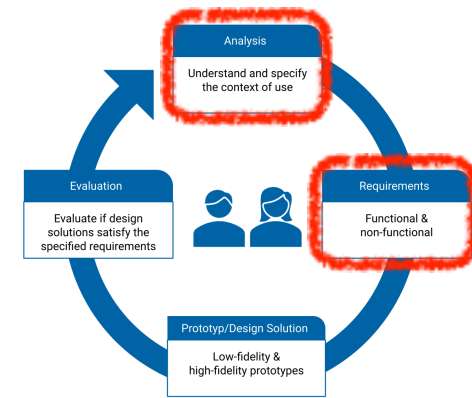 Analysis
Understand and specify
the context of use
Requirements
Functional &
non-functional
Prototyp/Design Solution
Low-fidelity &
high-fidelity prototypes
Evaluation
Evaluate if design
solutions satisfy the
specified requirements